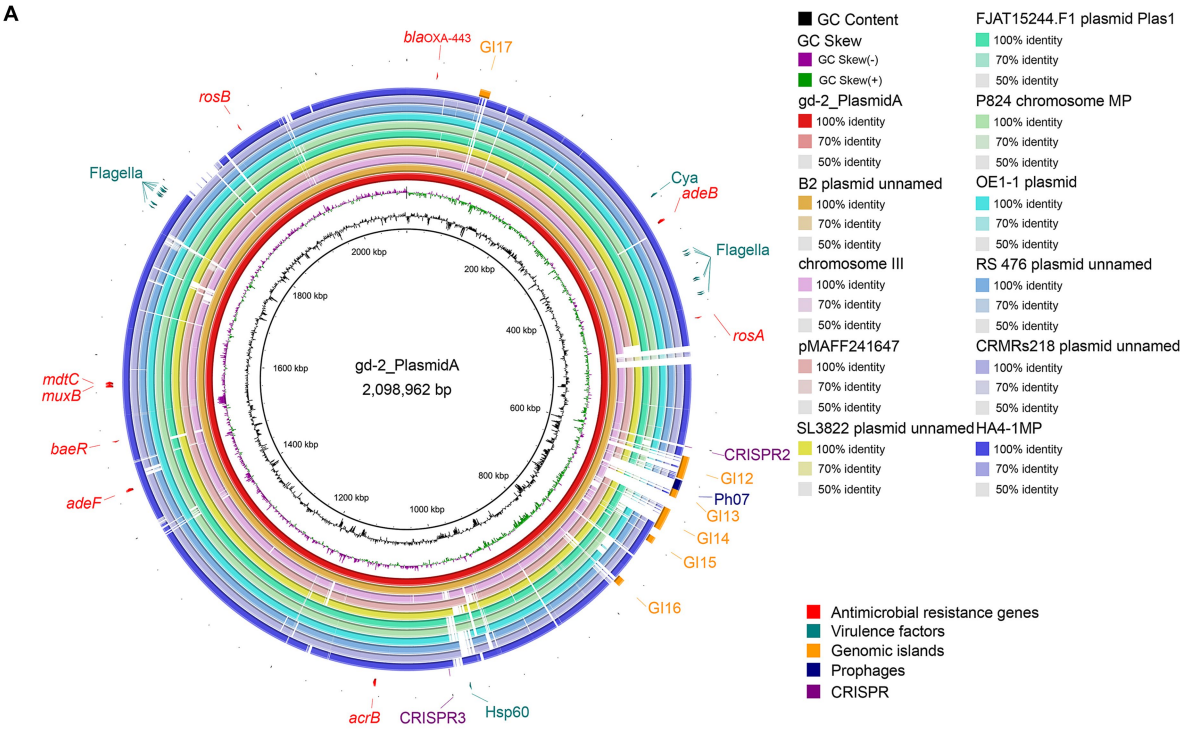 A
blaOXA-443
GI17
rosB
Flagella
Cya
adeB
Flagella
rosA
mdtC
muxB
baeR
adeF
acrB
CRISPR3
Hsp60
CRISPR2
GI12
Ph07
GI13
GI14
GI15
GI16
2000 kbp
200 kbp
1800 kbp
400 kbp
1600 kbp
600 kbp
1400 kbp
800 kbp
1200 kbp
1000 kbp
gd-2_PlasmidA
2,098,962 bp
GC Content
GC Skew
GC Skew(-)
GC Skew(+)
gd-2_PlasmidA
100% identity
70% identity
50% identity
B2 plasmid unnamed
100% identity
70% identity
50% identity
chromosome III
100% identity
70% identity
50% identity
pMAFF241647
100% identity
70% identity
50% identity
SL3822 plasmid unnamed
100% identity
70% identity
50% identity
FJAT15244.F1 plasmid Plas1
100% identity
70% identity
50% identity
P824 chromosome MP
100% identity
70% identity
50% identity
OE1-1 plasmid
100% identity
70% identity
50% identity
RS 476 plasmid unnamed
100% identity
70% identity
50% identity
CRMRs218 plasmid unnamed
100% identity
70% identity
50% identity
HA4-1MP
100% identity
70% identity
50% identity
Antimicrobial resistance genes
Virulence factors
Genomic islands
Prophages
CRISPR